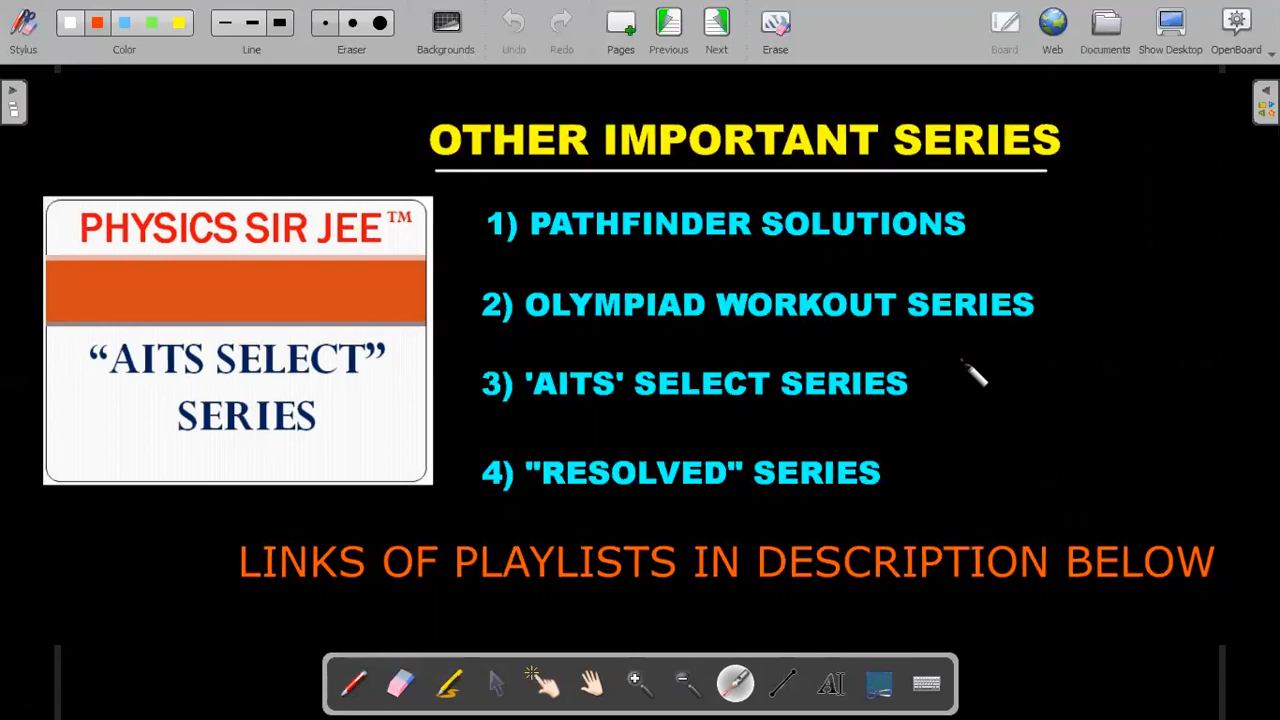 Stylus
Color
Line
Eraser
Backgrounds
Undo
Redo
Pages
Previous
Next
Erase
Board
Web
Documents
Show Desktop
OpenBoard
OTHER IMPORTANT SERIES
PHYSICS SIR JEE™
“AITS SELECT”
SERIES
1) PATHFINDER SOLUTIONS
2) OLYMPIAD WORKOUT SERIES
3) 'AITS' SELECT SERIES
4) "RESOLVED" SERIES
LINKS OF PLAYLISTS IN DESCRIPTION BELOW
AI